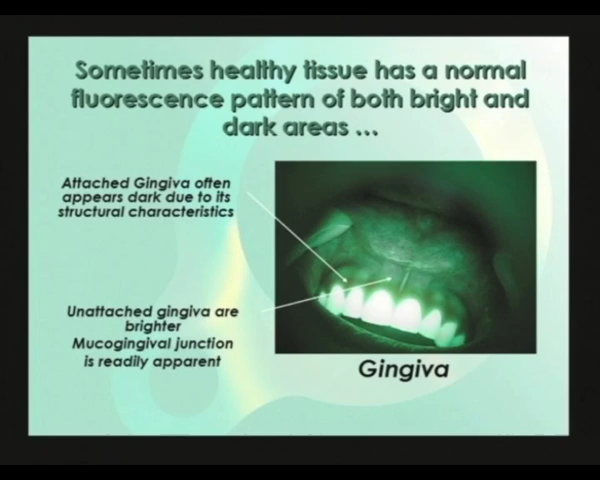 Sometimes healthy tissue has a normal
fluorescence pattern of both bright and
dark areas ...
Attached Gingiva often
appears dark due to its
structural characteristics
Unattached gingiva are
brighter
Mucogingival junction
is readily apparent
Gingiva